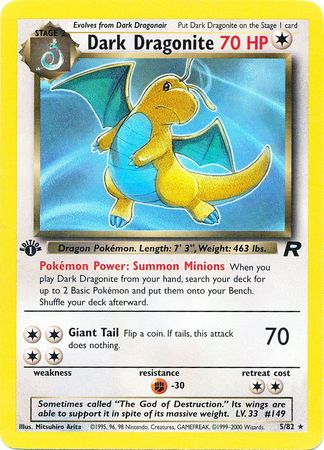 Evolves from Dark Dragonair Put Dark Dragonite on the Stage 1 card
STAGE 2
Dark Dragonite 70 HP
EDITION
1
Dragon Pokémon. Length: 7' 3", Weight: 463 lbs.
R
Pokémon Power: Summon Minions When you
play Dark Dragonite from your hand, search your deck for
up to 2 Basic Pokémon and put them onto your Bench.
Shuffle your deck afterward.
Giant Tail Flip a coin. If tails, this attack
does nothing.
70
weakness resistance retreat cost
-30
Sometimes called "The God of Destruction." Its wings are
able to support it in spite of its massive weight. LV. 33 #149
Illus. Mitsuhiro Arita ©1995, 96, 98 Nintendo, Creatures, GAMEFREAK. ©1999-2000 Wizards. 5/82 ★